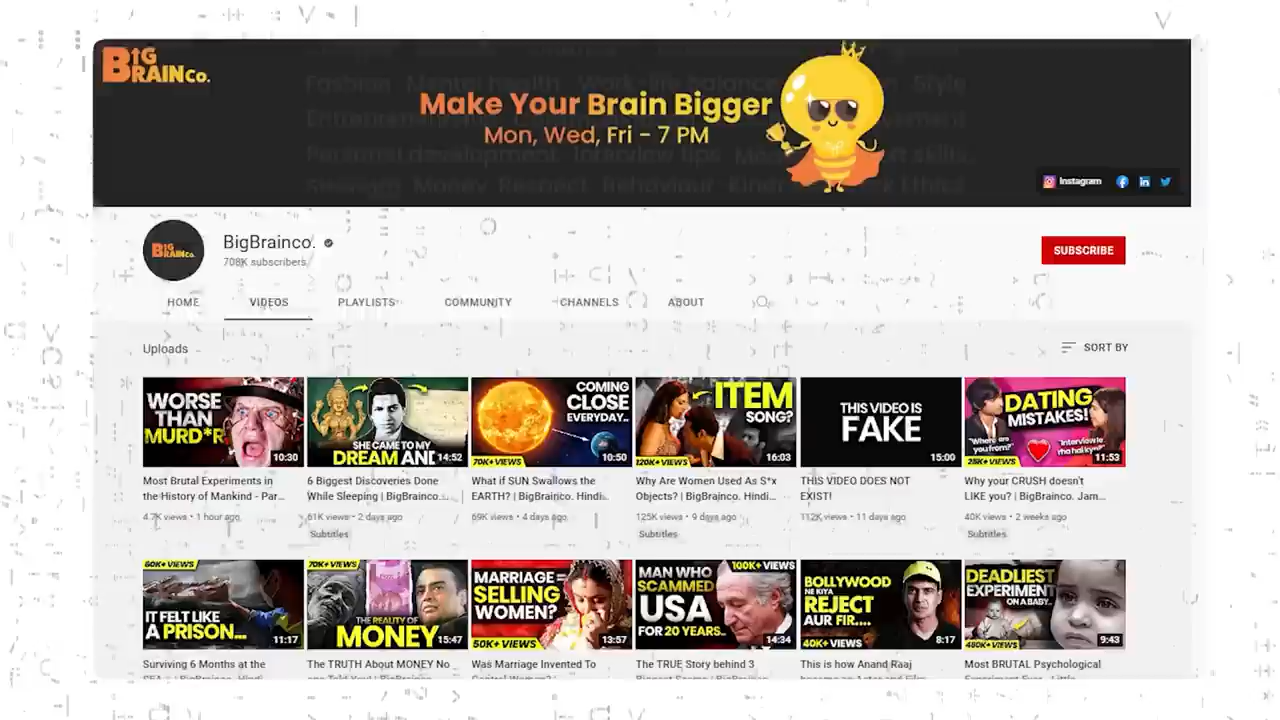 BIG
BRAINCO.
Make Your Brain Bigger
Mon, Wed, Fri - 7 PM
Instagram
BigBrainco.
708K subscribers
SUBSCRIBE
HOME VIDEOS PLAYLISTS COMMUNITY CHANNELS ABOUT
Uploads
SORT BY
WORSE
THAN
MURD*R
10:30
SHE CAME TO MY
DREAM AND
14:52
COMING
CLOSE
EVERYDAY..
70K+ VIEWS
10:50
ITEM
SONG?
120K+ VIEWS
16:03
THIS VIDEO IS
FAKE
15:00
DATING
MISTAKES!
"Where are
you from?"
25K+ VIEWS
11:53
Most Brutal Experiments in
the History of Mankind - Par...
4.7K views • 1 hour ago
6 Biggest Discoveries Done
While Sleeping | BigBrainco....
61K views • 2 days ago
Subtitles
What if SUN Swallows the
EARTH? | BigBrainco. Hindi...
69K views • 4 days ago
Why Are Women Used As S*x
Objects? | BigBrainco. Hindi...
125K views • 9 days ago
Subtitles
THIS VIDEO DOES NOT
EXIST!
112K views • 11 days ago
Why your CRUSH doesn't
LIKE you? | BigBrainco. Jam...
40K views • 2 weeks ago
Subtitles
60K+ VIEWS
IT FELT LIKE
A PRISON...
11:17
70K+ VIEWS
THE REALITY OF
MONEY
15:47
MARRIAGE=
SELLING
WOMEN?
50K+ VIEWS
13:57
100K+ VIEWS
MAN WHO
SCAMMED
USA
FOR 20 YEARS..
14:34
BOLLYWOOD
NE KIYA
REJECT
AUR FIR....
40K+ VIEWS
8:17
DEADLIEST
EXPERIMENT
ON A BABY..
480K+ VIEWS
9:43
Surviving 6 Months at the
The TRUTH About MONEY No
Was Marriage Invented To
The TRUE Story behind 3
This is how Anand Raaj
Most BRUTAL Psychological